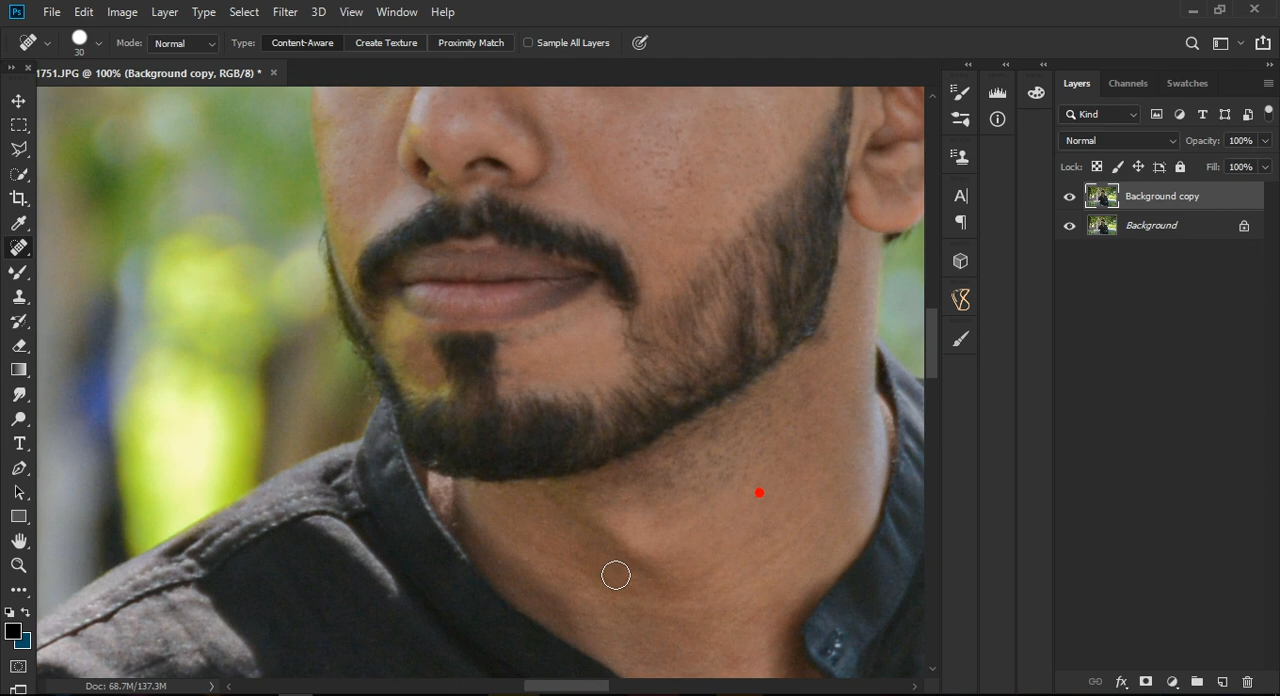 Ps File Edit Image Layer Type Select Filter 3D View Window Help
30 Mode: Normal Type: Content-Aware Create Texture Proximity Match Sample All Layers
1751.JPG @ 100% (Background copy, RGB/8) *
Layers Channels Swatches
Kind
Normal Opacity: 100%
Lock: Fill: 100%
Background copy
Background
Doc: 68.7M/137.3M